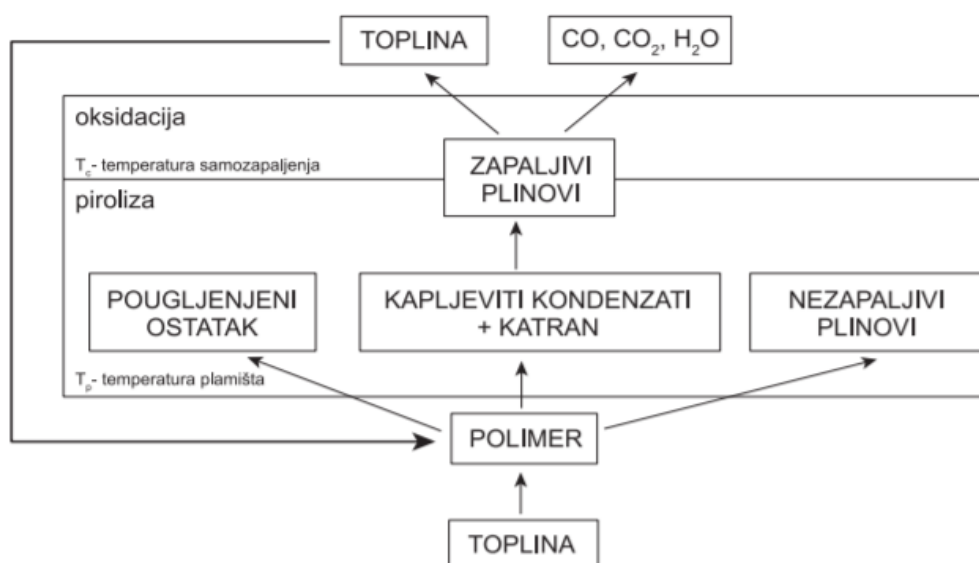 TOPLINA
CO, CO₂, H₂O
oksidacija
T꜀- temperatura samozapaljenja
ZAPALJIVI
PLINOVI
piroliza
POUGLJENJENI
OSTATAK
KAPLJEVITI KONDENZATI
+ KATRAN
NEZAPALJIVI
PLINOVI
Tₚ- temperatura plamišta
POLIMER
TOPLINA